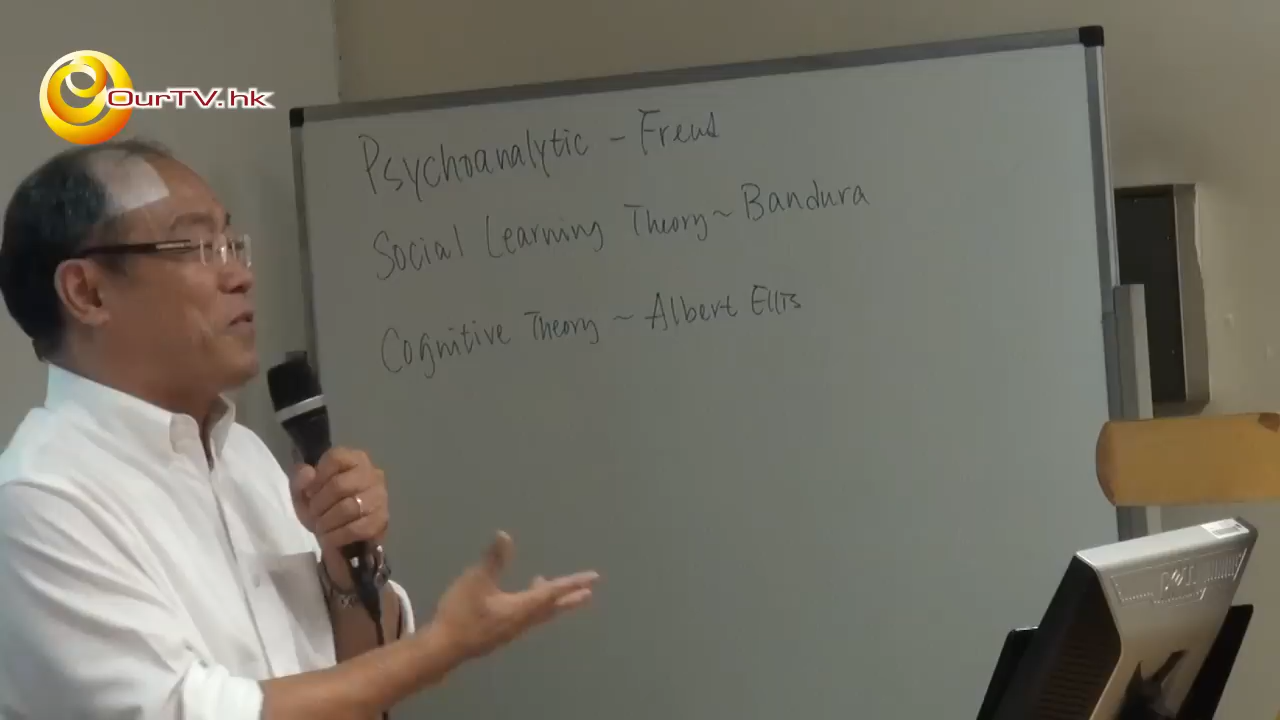 OurTV.hk
Psychoanalytic - Freud
Social Learning Theory ~ Bandura
Cognitive Theory ~ Albert Ellis
DELL